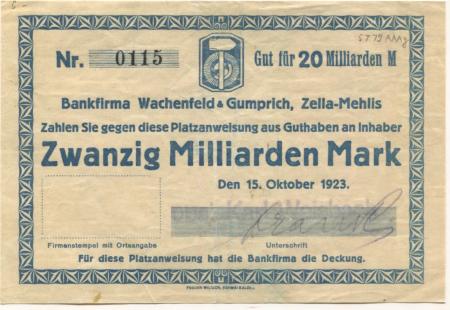 Nr. 0115
Gut für 20 Milliarden M
Bankfirma Wachenfeld & Gumprich, Zella-Mehlis
Zahlen Sie gegen diese Platzanweisung aus Guthaben an Inhaber
Zwanzig Milliarden Mark
Den 15. Oktober 1923.
Firmenstempel mit Ortsangabe
Unterschrift
Für diese Platzanweisung hat die Bankfirma die Deckung.